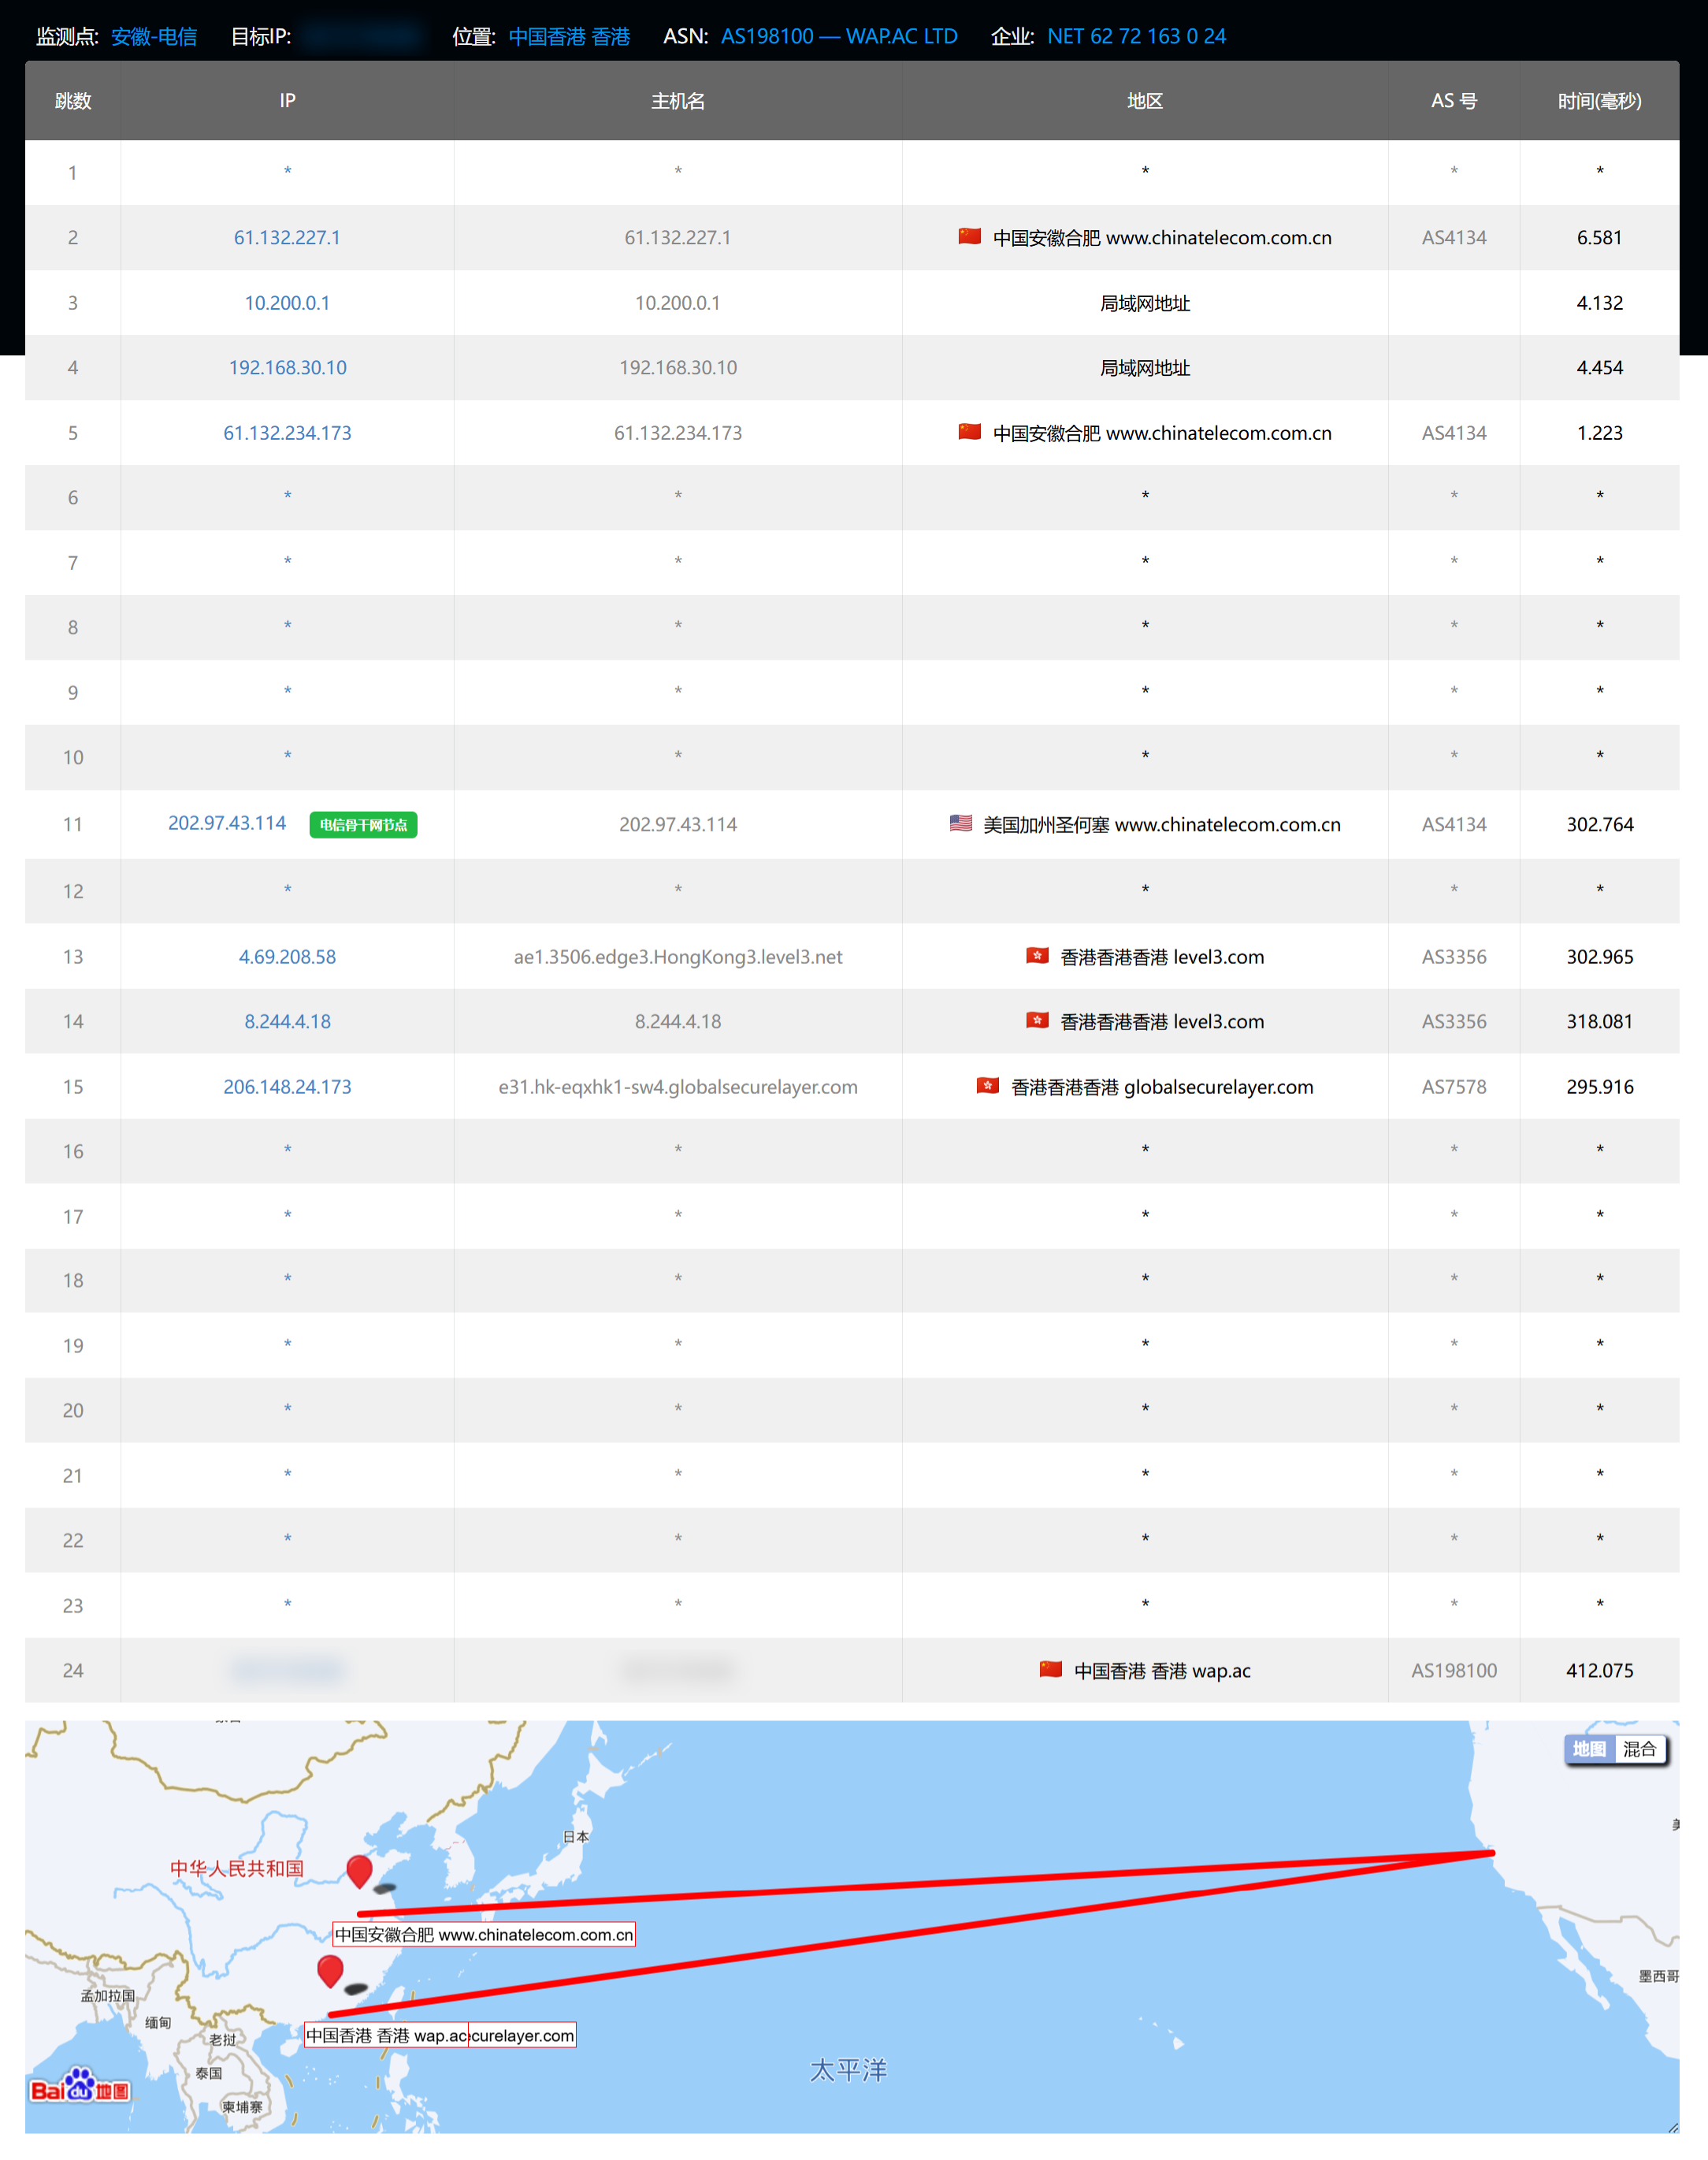 监测点: 安徽-电信 目标IP: 位置: 中国香港 香港 ASN: AS198100 — WAP.AC LTD 企业: NET 62 72 163 0 24
跳数 IP 主机名 地区 AS 号 时间(毫秒)
1 * * * * *
2 61.132.227.1 61.132.227.1 中国安徽合肥 www.chinatelecom.com.cn AS4134 6.581
3 10.200.0.1 10.200.0.1 局域网地址 4.132
4 192.168.30.10 192.168.30.10 局域网地址 4.454
5 61.132.234.173 61.132.234.173 中国安徽合肥 www.chinatelecom.com.cn AS4134 1.223
6 * * * * *
7 * * * * *
8 * * * * *
9 * * * * *
10 * * * * *
11 202.97.43.114 电信骨干网节点 202.97.43.114 美国加州圣何塞 www.chinatelecom.com.cn AS4134 302.764
12 * * * * *
13 4.69.208.58 ae1.3506.edge3.HongKong3.level3.net 香港香港香港 level3.com AS3356 302.965
14 8.244.4.18 8.244.4.18 香港香港香港 level3.com AS3356 318.081
15 206.148.24.173 e31.hk-eqxhk1-sw4.globalsecurelayer.com 香港香港香港 globalsecurelayer.com AS7578 295.916
16 * * * * *
17 * * * * *
18 * * * * *
19 * * * * *
20 * * * * *
21 * * * * *
22 * * * * *
23 * * * * *
24 中国香港 香港 wap.ac AS198100 412.075
地图 混合
日本
中华人民共和国
中国安徽合肥 www.chinatelecom.com.cn
墨西哥
孟加拉国
缅甸
中国香港 香港 wap.ac curelayer.com
老挝
太平洋
泰国
Bai du 地图
柬埔寨